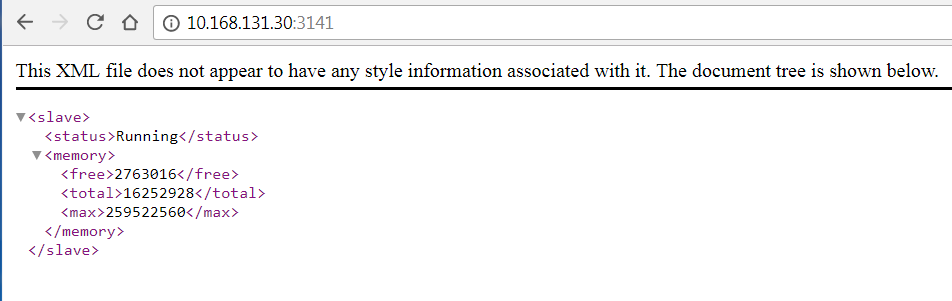 10.168.131.30:3141
This XML file does not appear to have any style information associated with it. The document tree is shown below.
<slave>
<status>Running</status>
<memory>
<free>2763016</free>
<total>16252928</total>
<max>259522560</max>
</memory>
</slave>